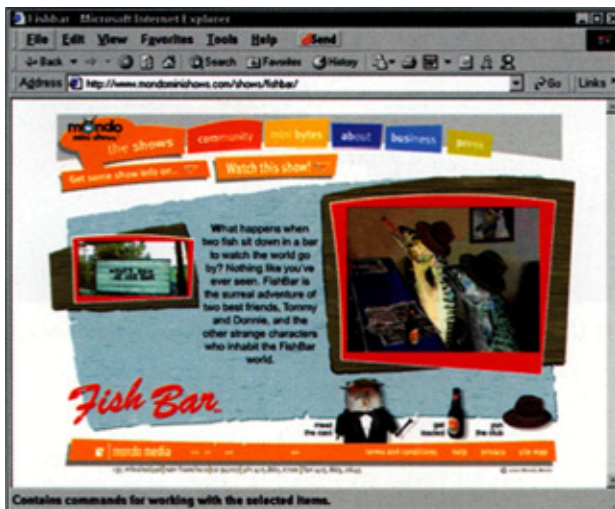 Fishbar - Microsoft Internet Explorer
File Edit View Favorites Tools Help Send
Back Search Favorites History
Address http://www.mondominishows.com/shows/fishbar/ Go Links
mondo
mini shows
the shows community mini bytes about business press
Get some show info on... Watch this show!
What happens when
two fish sit down in a bar
to watch the world go
by? Nothing like you've
ever seen. FishBar is
the surreal adventure of
two best friends, Tommy
and Donnie, and the
other strange characters
who inhabit the FishBar
world.
Fish Bar
meet
the cast
get
loaded
join
the club
mondo media terms and conditions help privacy site map
Contains commands for working with the selected items.